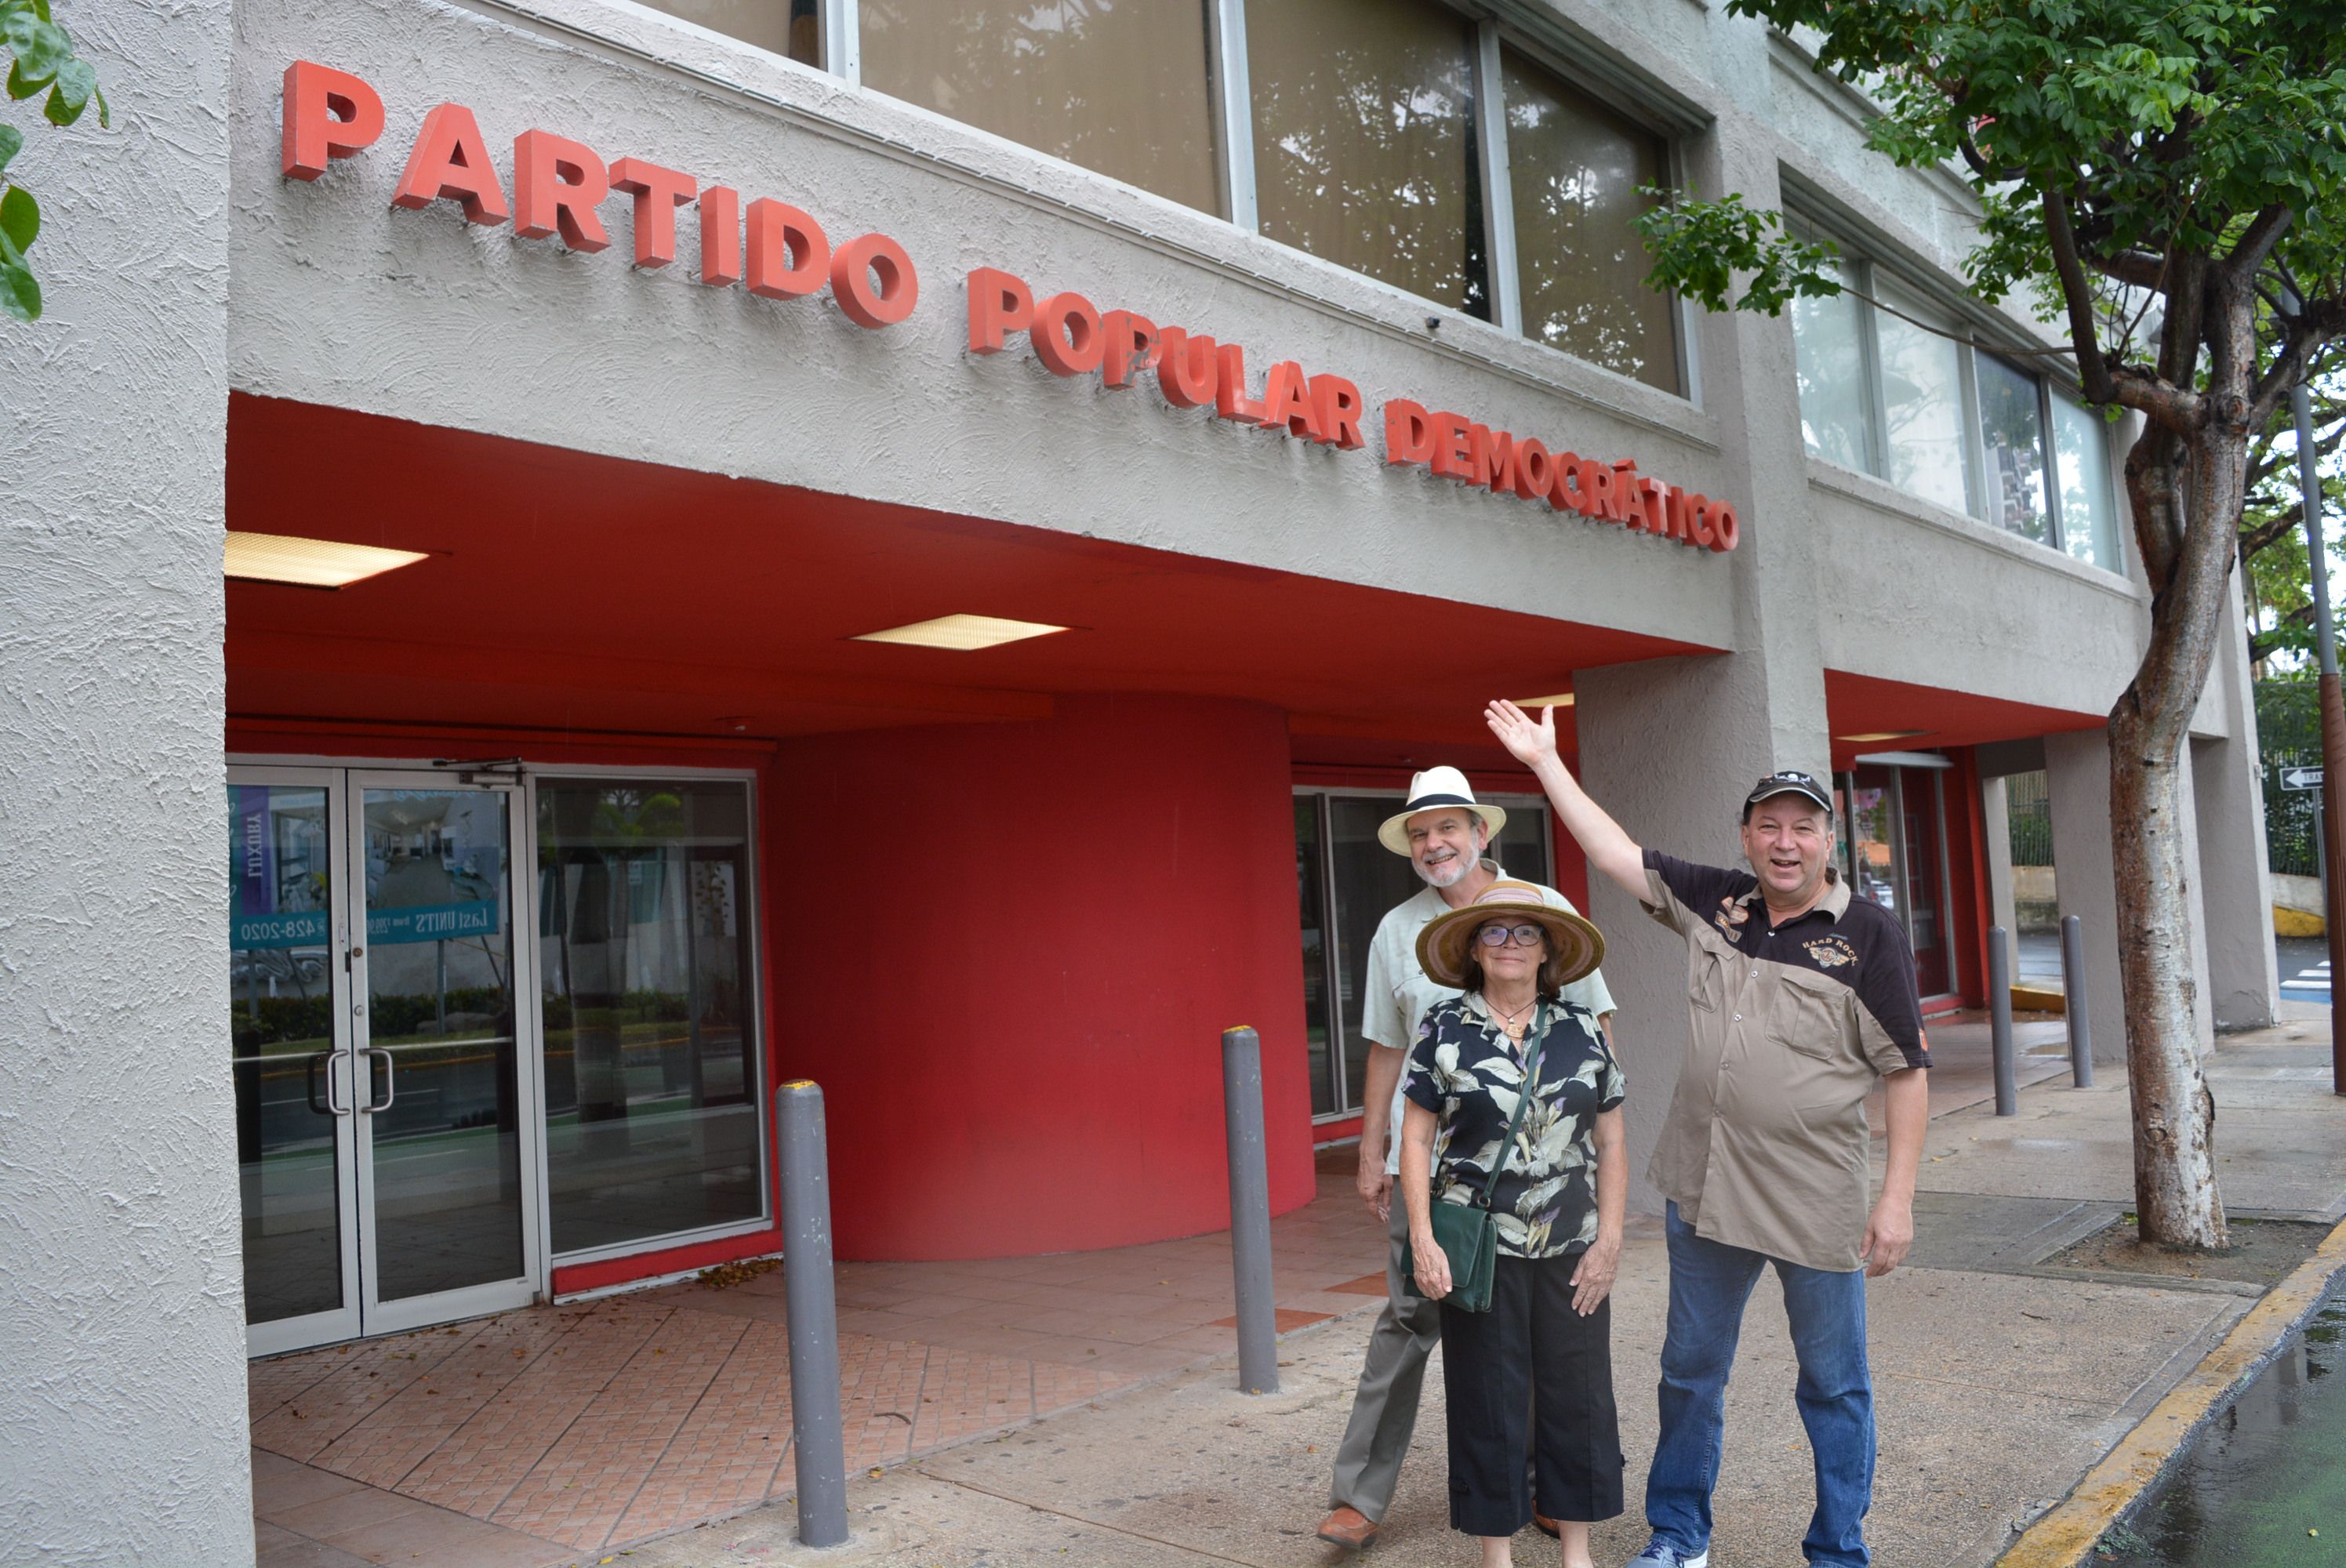 PARTIDO POPULAR DEMOCRÁTICO
LUXURY
Last UNITS
428-2020
HARD ROCK